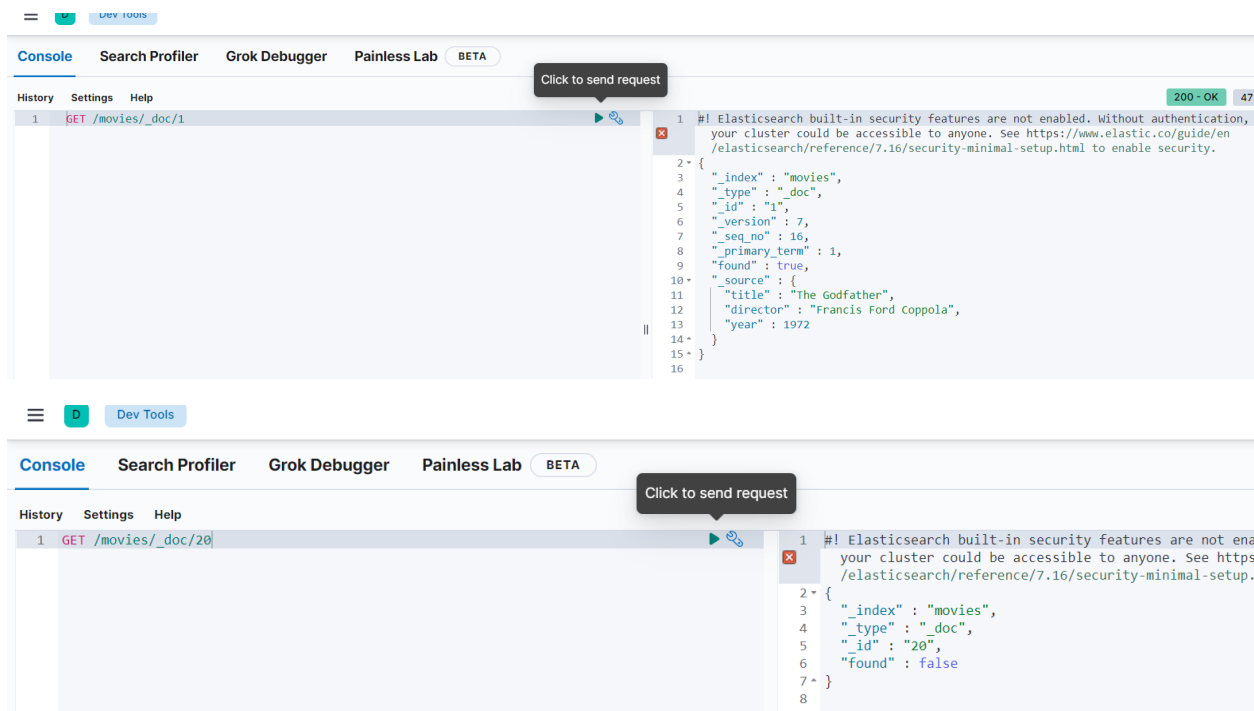 D Dev Tools
Console Search Profiler Grok Debugger Painless Lab BETA
Click to send request
History Settings Help
200 - OK 47
1 GET /movies/_doc/1
1 #! Elasticsearch built-in security features are not enabled. Without authentication,
your cluster could be accessible to anyone. See https://www.elastic.co/guide/en
/elasticsearch/reference/7.16/security-minimal-setup.html to enable security.
2 {
3 "_index" : "movies",
4 "_type" : "_doc",
5 "_id" : "1",
6 "_version" : 7,
7 "_seq_no" : 16,
8 "_primary_term" : 1,
9 "found" : true,
10 "_source" : {
11 "title" : "The Godfather",
12 "director" : "Francis Ford Coppola",
13 "year" : 1972
14 }
15 }
16
D Dev Tools
Console Search Profiler Grok Debugger Painless Lab BETA
Click to send request
History Settings Help
1 GET /movies/_doc/20
1 #! Elasticsearch built-in security features are not ena
your cluster could be accessible to anyone. See https
/elasticsearch/reference/7.16/security-minimal-setup.
2 {
3 "_index" : "movies",
4 "_type" : "_doc",
5 "_id" : "20",
6 "found" : false
7 }
8